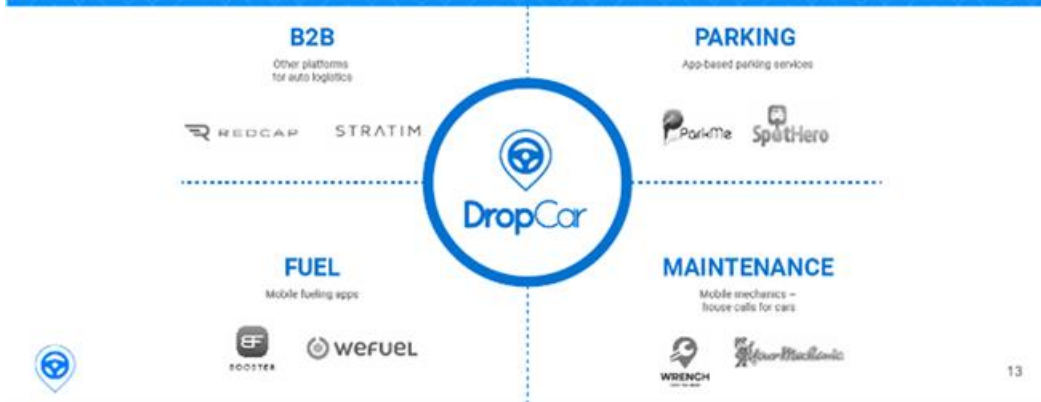 B2B
Other platforms
for auto logistics
REDCAP STRATIM
PARKING
App-based parking services
ParkMe SpotHero
DropCar
FUEL
Mobile fueling apps
BF
BOOSTER
WeFUEL
MAINTENANCE
Mobile mechanics –
house calls for cars
WRENCH
YourMechanic
13